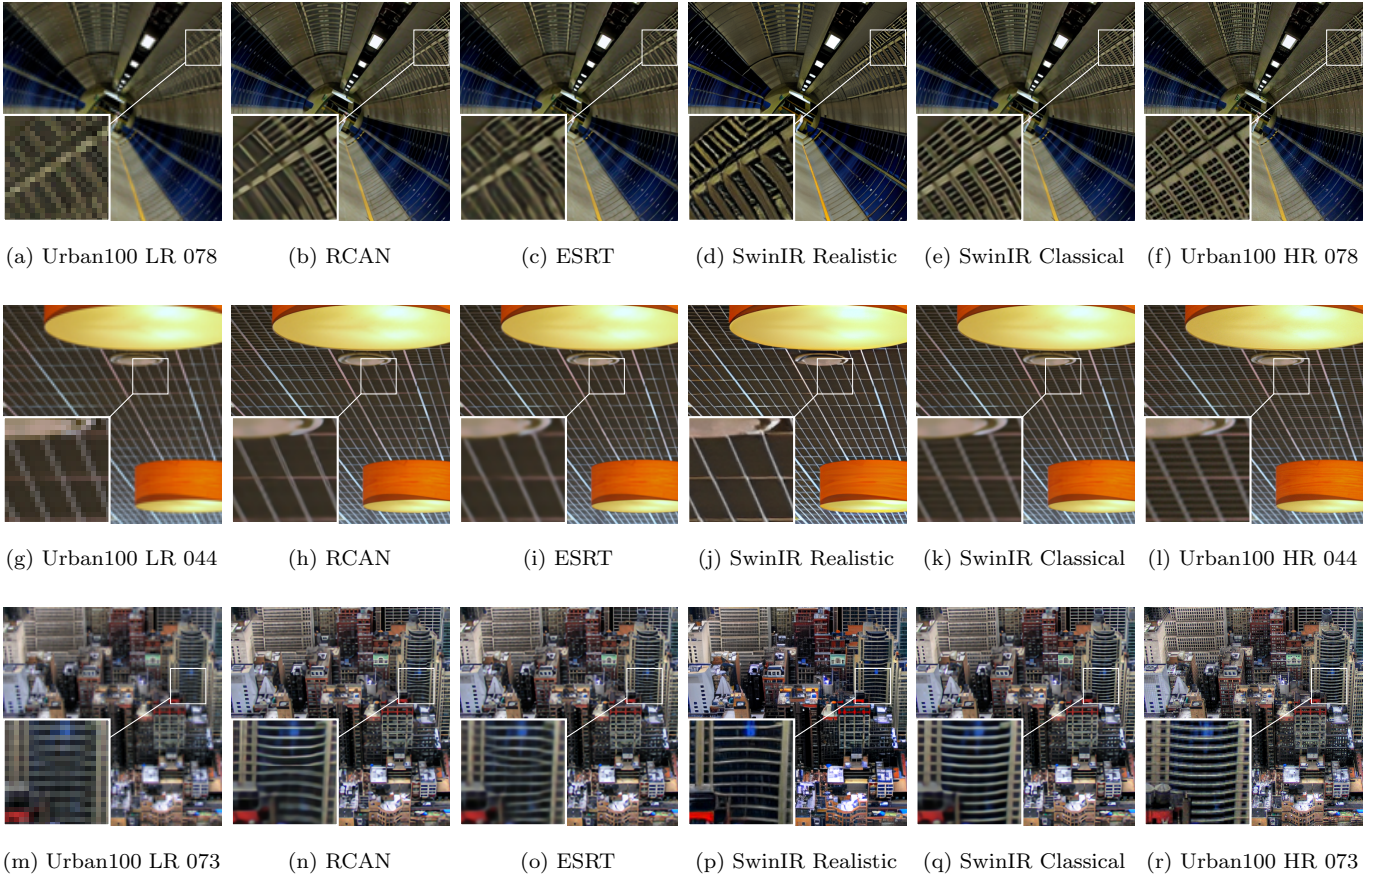 (a) Urban100 LR 078 (b) RCAN (c) ESRT (d) SwinIR Realistic (e) SwinIR Classical (f) Urban100 HR 078
(g) Urban100 LR 044 (h) RCAN (i) ESRT (j) SwinIR Realistic (k) SwinIR Classical (l) Urban100 HR 044
(m) Urban100 LR 073 (n) RCAN (o) ESRT (p) SwinIR Realistic (q) SwinIR Classical (r) Urban100 HR 073